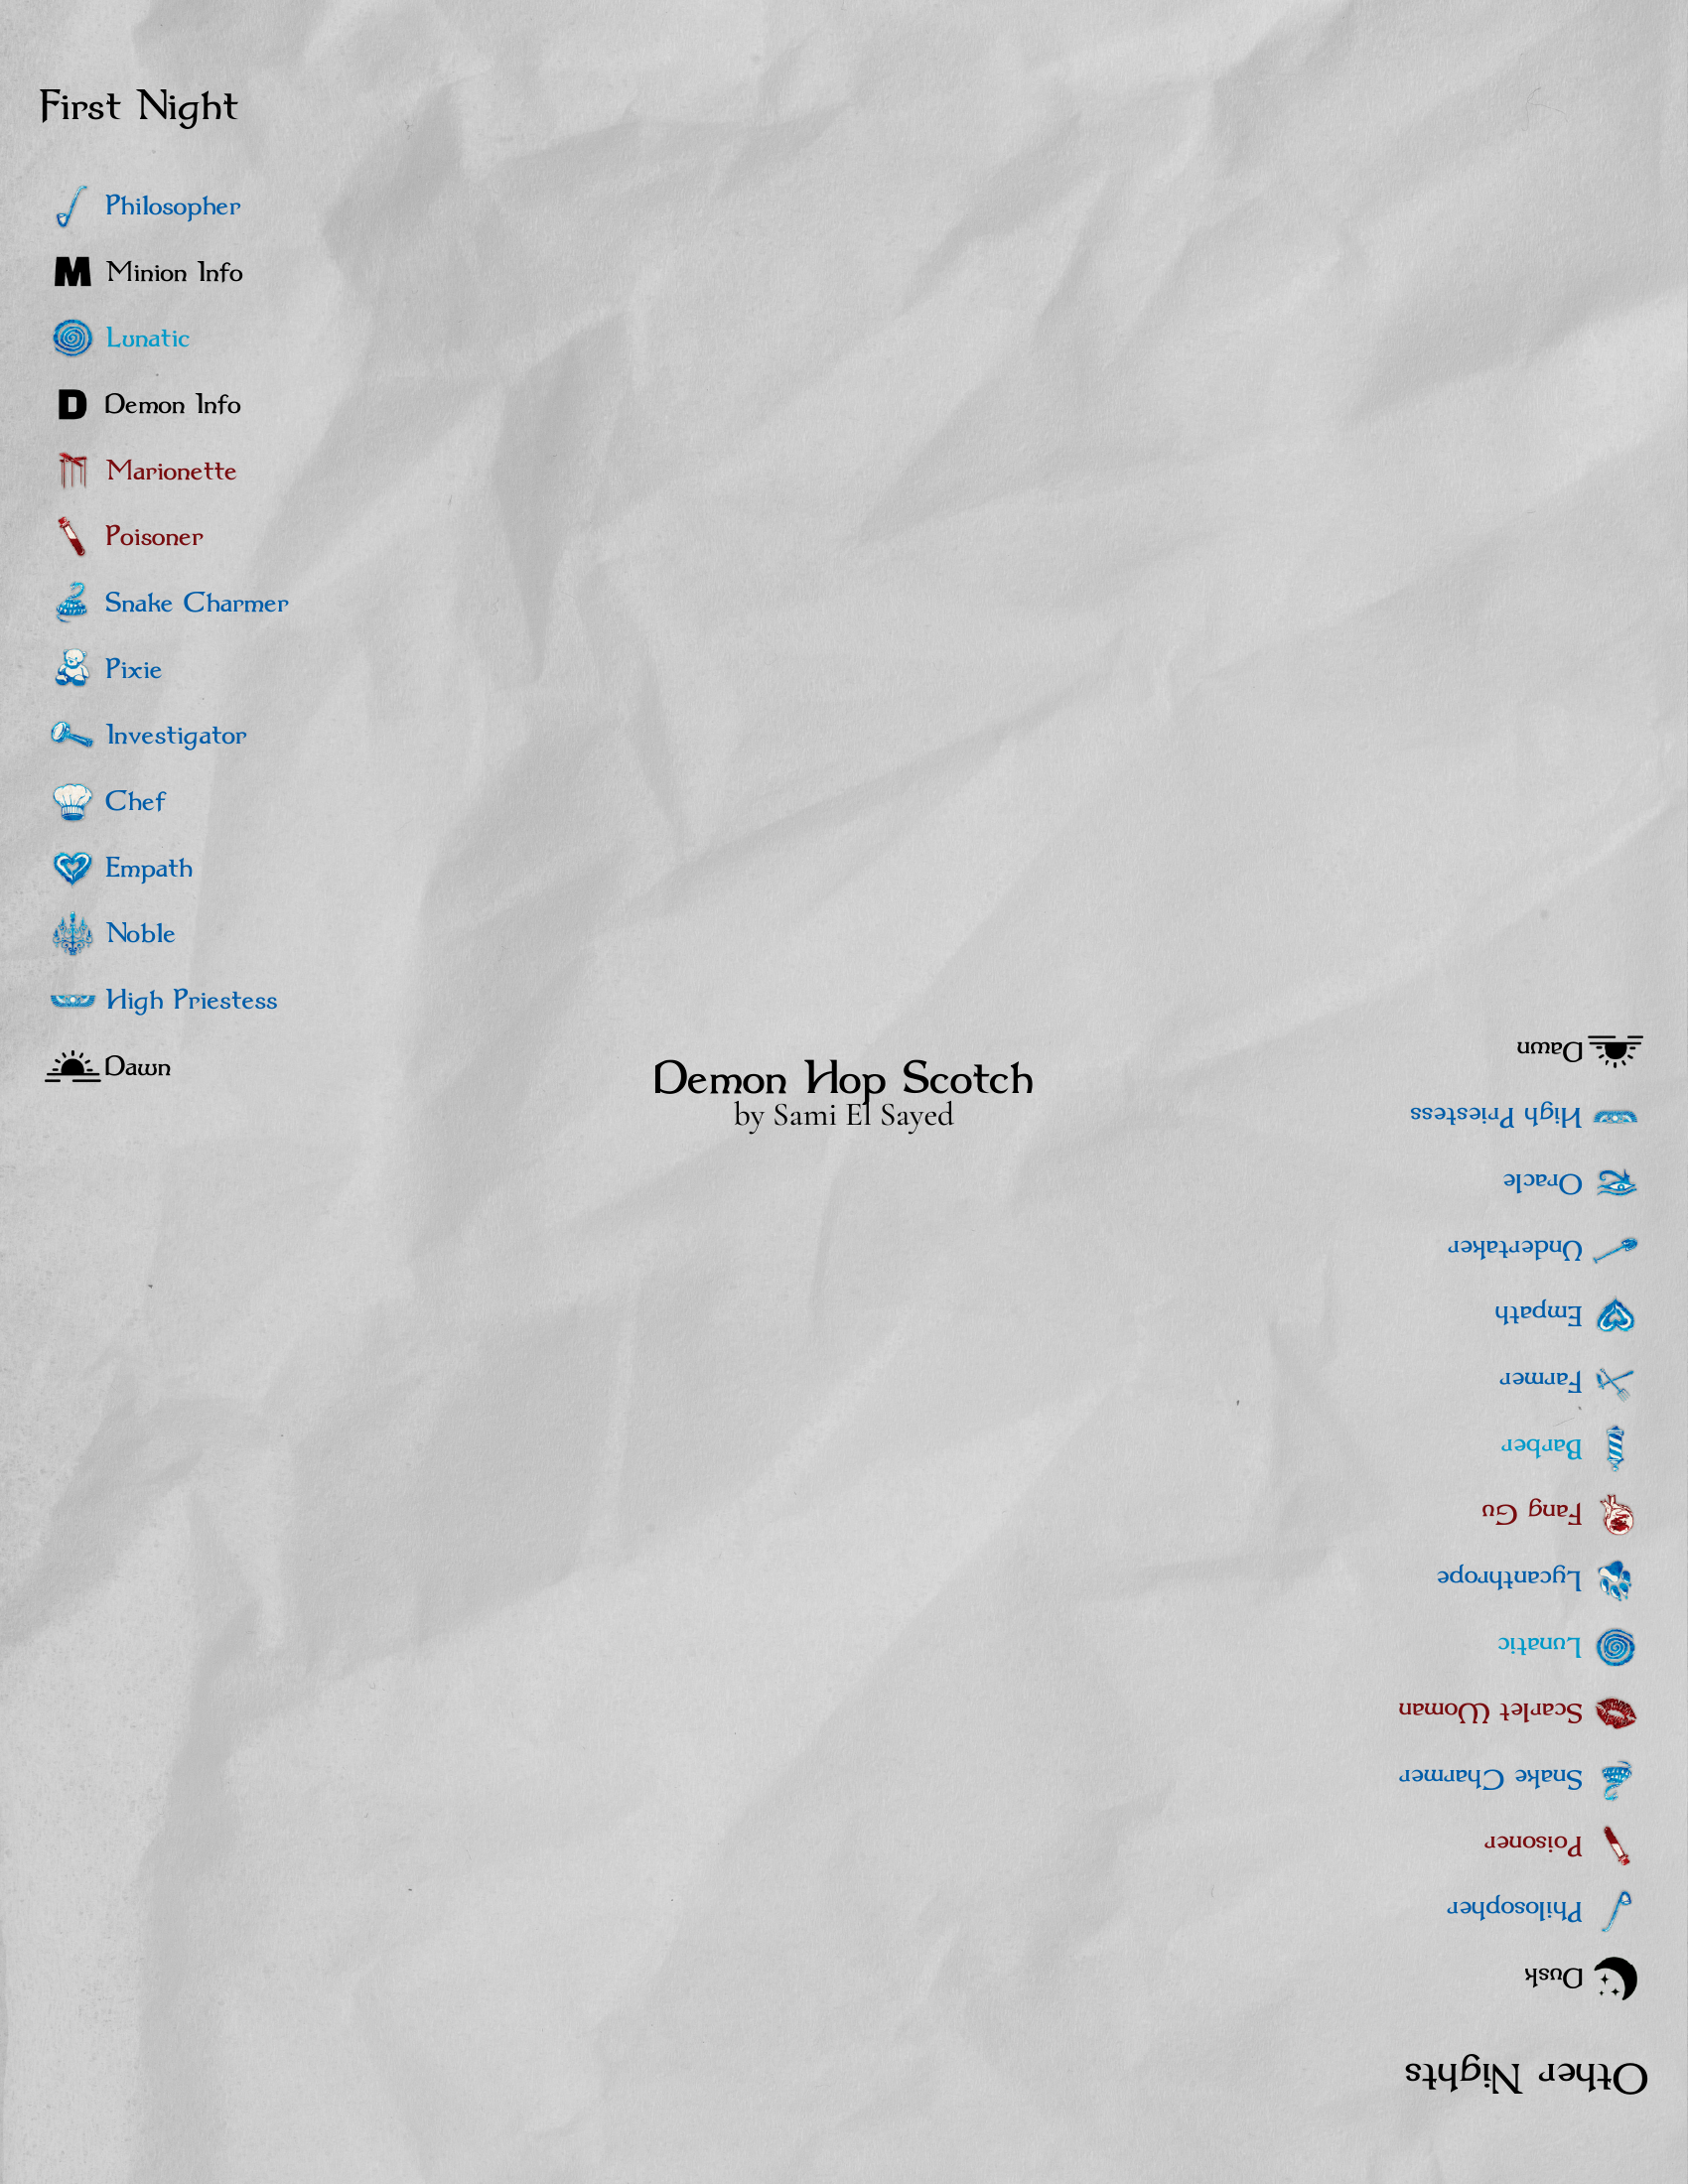 First Night
Philosopher
M Minion Info
Lunatic
D Demon Info
Marionette
Poisoner
Snake Charmer
Pixie
Investigator
Chef
Empath
Noble
High Priestess
Dawn
Demon Hop Scotch
by Sami El Sayed
Other Nights
Dusk
Philosopher
Poisoner
Snake Charmer
Scarlet Woman
Lunatic
Lycanthrope
Fang Gu
Barber
Farmer
Empath
Undertaker
Oracle
High Priestess
Dawn